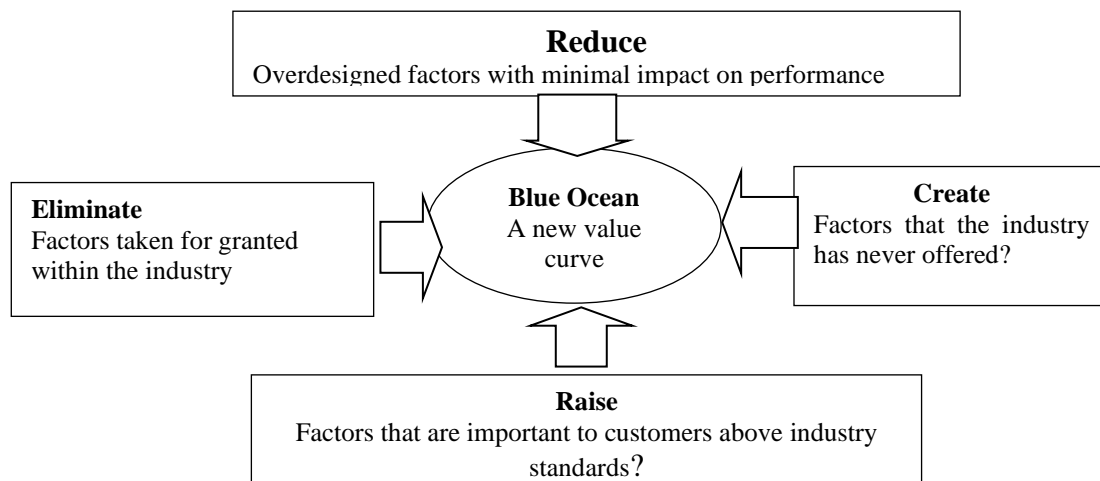 Reduce
Overdesigned factors with minimal impact on performance
Eliminate
Factors taken for granted
within the industry
Blue Ocean
A new value
curve
Create
Factors that the industry
has never offered?
Raise
Factors that are important to customers above industry
standards?